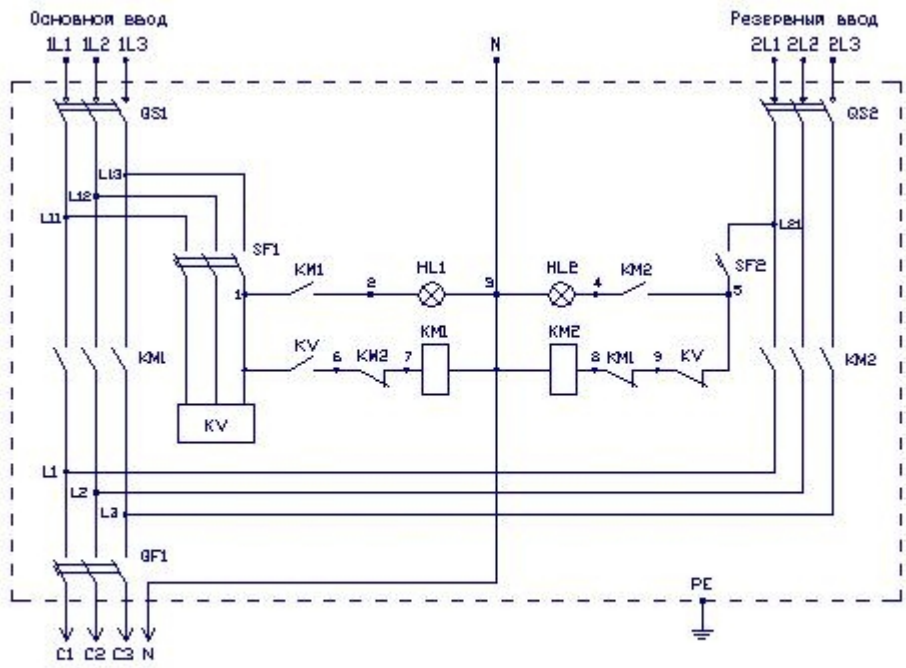 Основной ввод
Резервный ввод
1L1 1L2 1L3
N
2L1 2L2 2L3
QS1
QS2
L13
L12
L11
L21
SF1
SF2
KM1
2
HL1
3
HL2
4
KM2
1
5
KV
6
KM2
7
KM1
KM2
8
KM1
9
KV
KM1
KM2
KV
L1
L2
L3
QF1
PE
C1 C2 C3 N